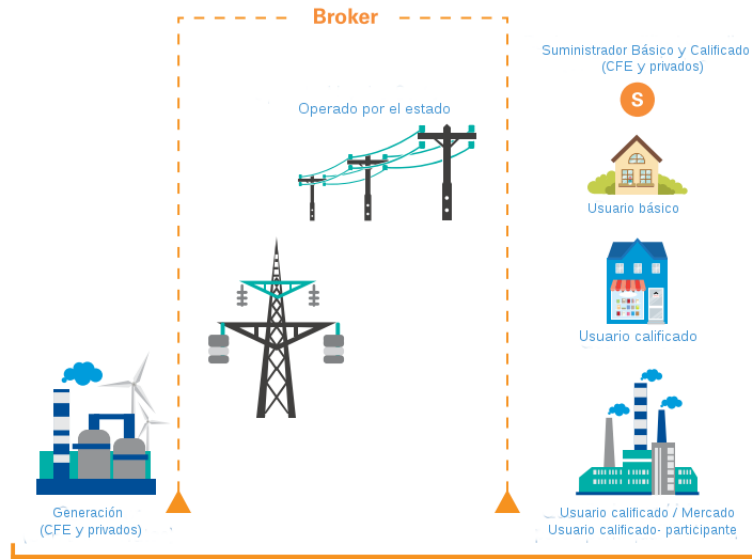 Broker
Suministrador Básico y Calificado
(CFE y privados)
S
Operado por el estado
Usuario básico
Usuario calificado
Generación
(CFE y privados)
Usuario calificado / Mercado
Usuario calificado- participante